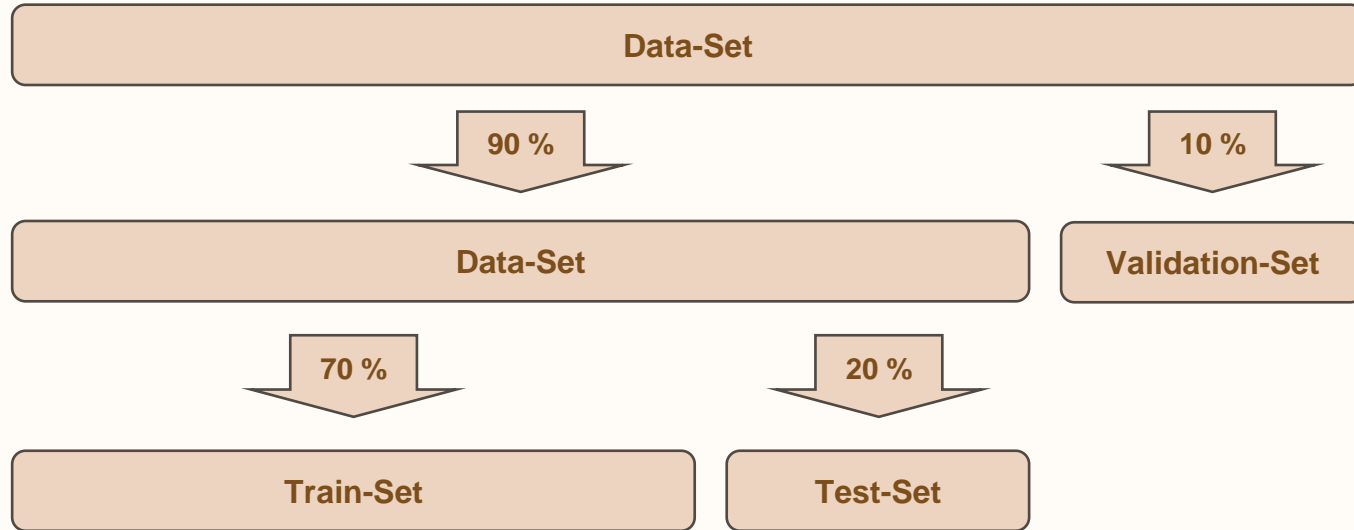 Data-Set
90 %
10 %
Data-Set
Validation-Set
70 %
20 %
Train-Set
Test-Set